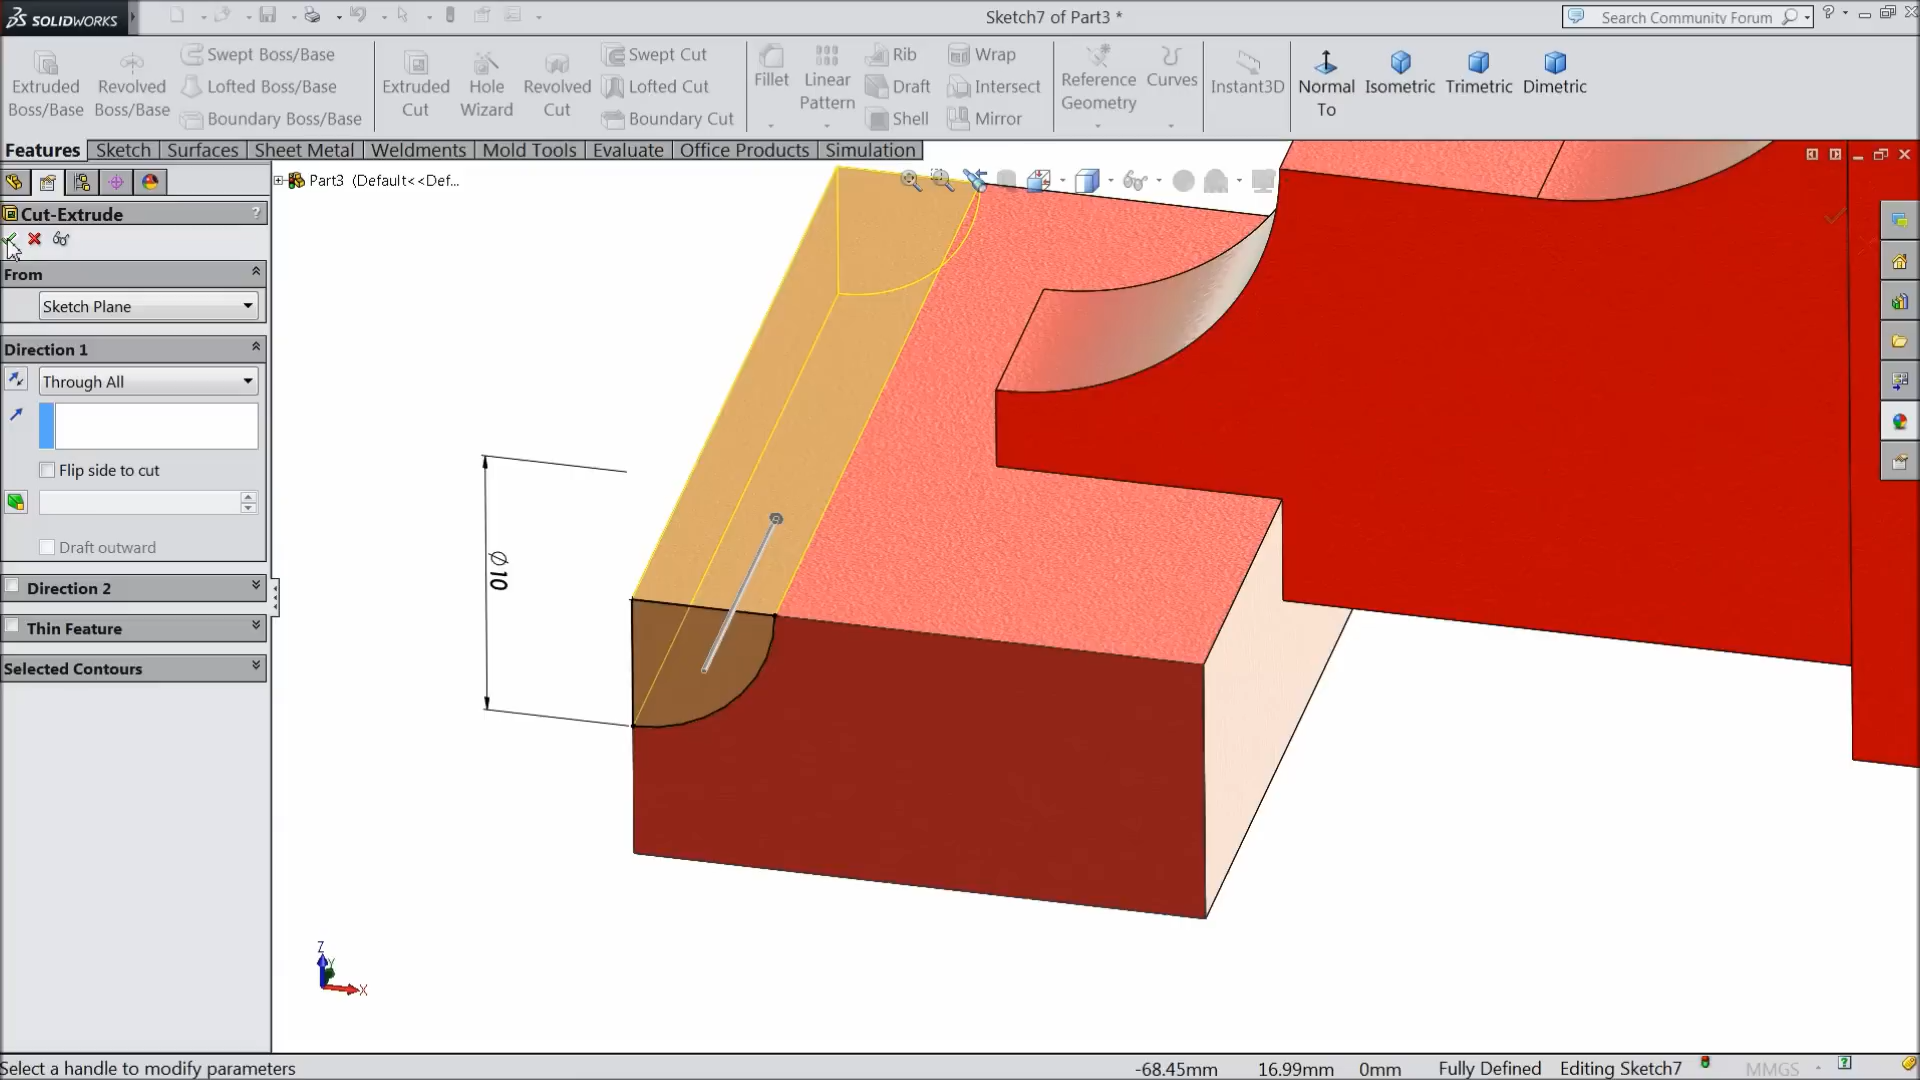 SOLIDWORKS
Sketch7 of Part3 *
Search Community Forum
?
Extruded Boss/Base
Revolved Boss/Base
Swept Boss/Base
Lofted Boss/Base
Boundary Boss/Base
Extruded Cut
Hole Wizard
Revolved Cut
Swept Cut
Lofted Cut
Boundary Cut
Fillet
Linear Pattern
Rib
Draft
Shell
Wrap
Intersect
Mirror
Reference Geometry
Curves
Instant3D
Normal To
Isometric
Trimetric
Dimetric
Features
Sketch
Surfaces
Sheet Metal
Weldments
Mold Tools
Evaluate
Office Products
Simulation
Part3 (Default<<Def...
Cut-Extrude
?
From
Sketch Plane
Direction 1
Through All
Flip side to cut
Draft outward
Direction 2
Thin Feature
Selected Contours
∅10
Z
Y
X
Select a handle to modify parameters
-68.45mm
16.99mm
0mm
Fully Defined
Editing Sketch7
MMGS
?